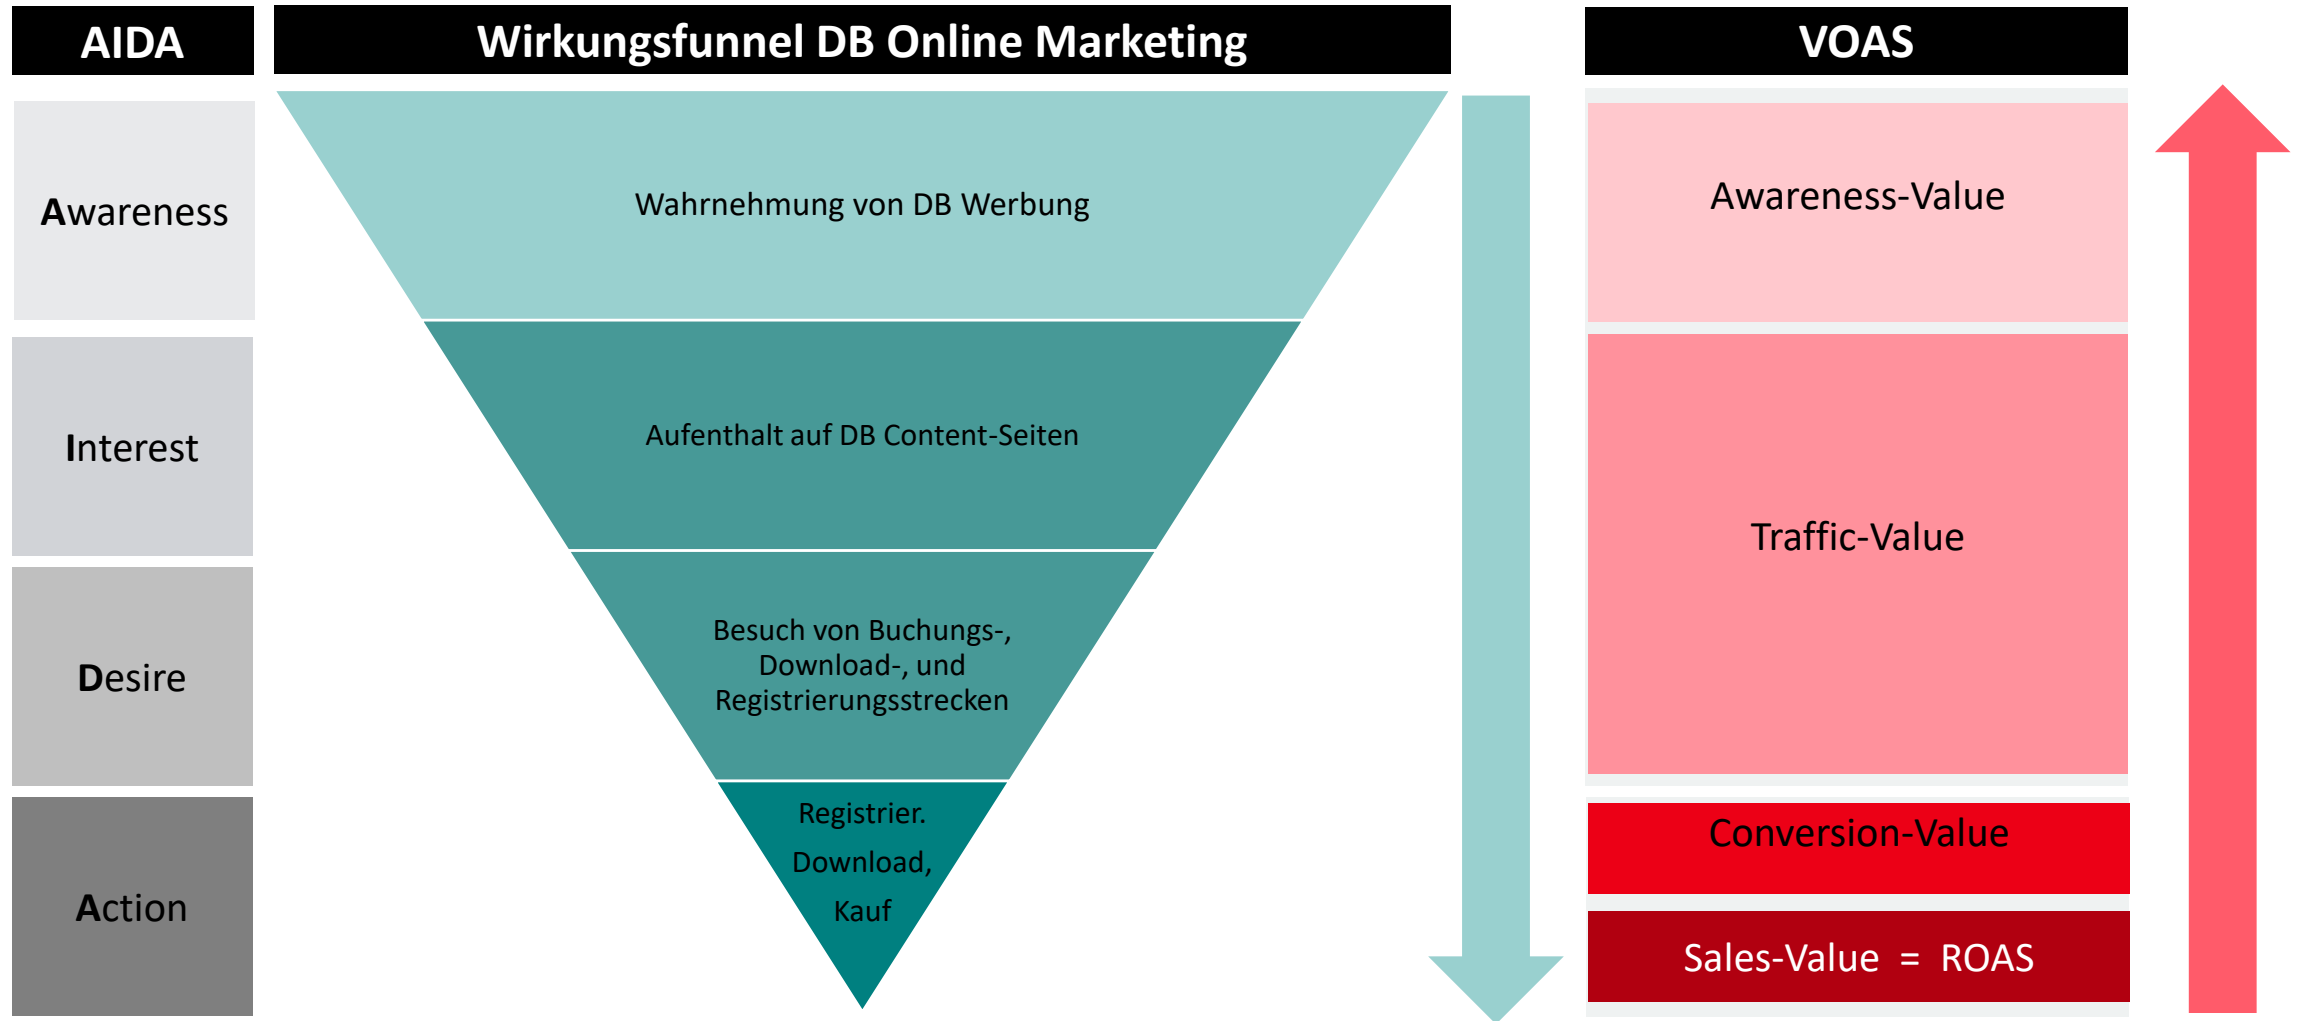 AIDA
Wirkungsfunnel DB Online Marketing
VOAS
Awareness
Wahrnehmung von DB Werbung
Awareness-Value
Interest
Aufenthalt auf DB Content-Seiten
Traffic-Value
Desire
Besuch von Buchungs-,
Download-, und
Registrierungsstrecken
Action
Registrier.
Download,
Kauf
Conversion-Value
Sales-Value = ROAS